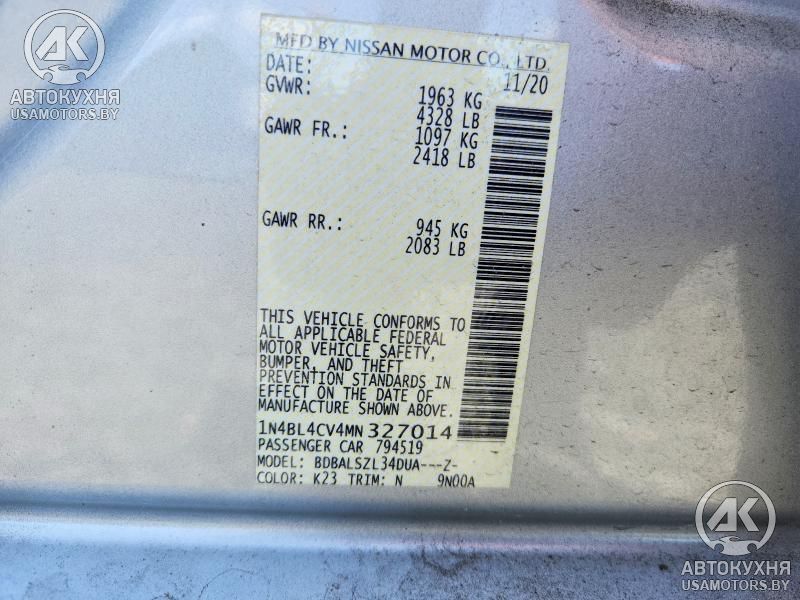 AK
АВТОКУХНЯ
USAMOTORS.BY
MFD BY NISSAN MOTOR CO., LTD.
DATE: 11/20
GVWR: 1963 KG
4328 LB
GAWR FR.: 1097 KG
2418 LB
GAWR RR.: 945 KG
2083 LB
THIS VEHICLE CONFORMS TO
ALL APPLICABLE FEDERAL
MOTOR VEHICLE SAFETY,
BUMPER, AND THEFT
PREVENTION STANDARDS IN
EFFECT ON THE DATE OF
MANUFACTURE SHOWN ABOVE.
1N4BL4CV4MN327014
PASSENGER CAR 794519
MODEL: BDBALSZL34DUA---Z-
COLOR: K23 TRIM: N 9N00A
AK
АВТОКУХНЯ
USAMOTORS.BY